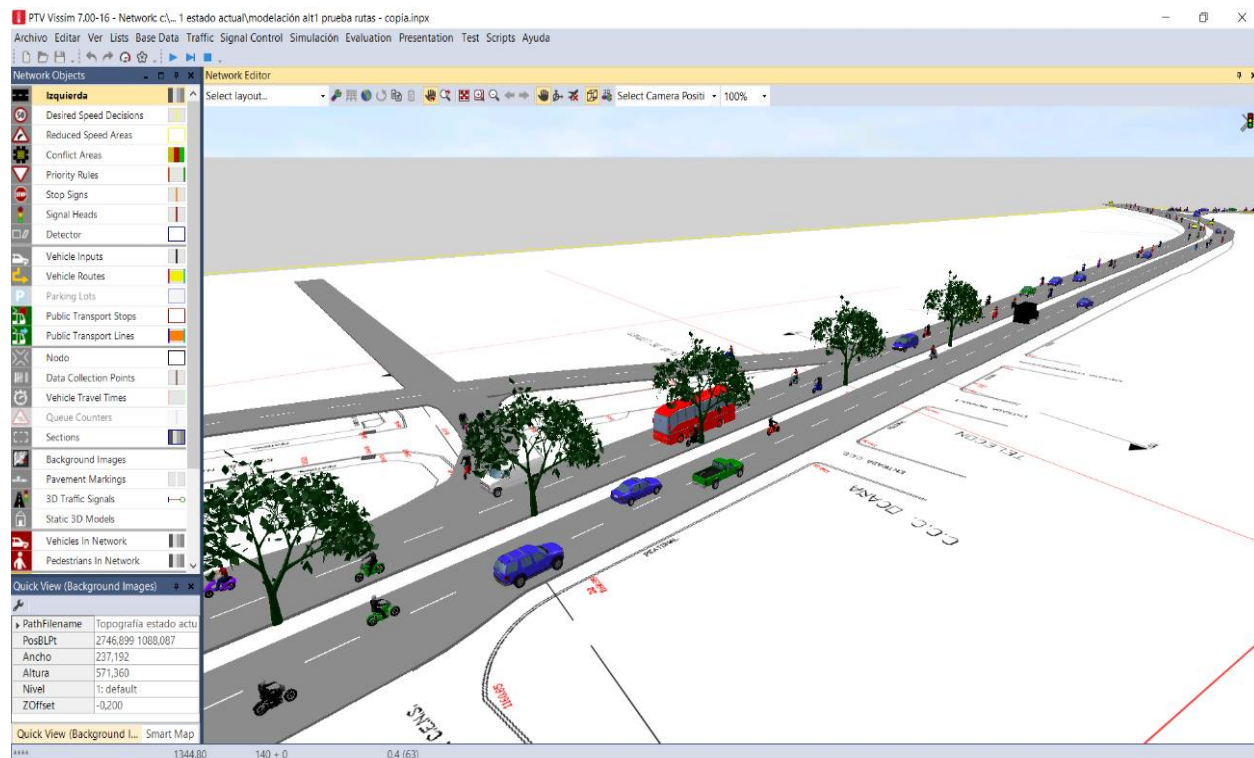 PTV Vissim 7.00-16 - Network: c:\... 1 estado actual\modelación alt1 prueba rutas - copia.inpx
Archivo Editar Ver Lists Base Data Traffic Signal Control Simulación Evaluation Presentation Test Scripts Ayuda
Network Objects
Network Editor
Select layout...
Select Camera Positi
100%
Izquierda
Desired Speed Decisions
Reduced Speed Areas
Conflict Areas
Priority Rules
Stop Signs
Signal Heads
Detector
Vehicle Inputs
Vehicle Routes
Parking Lots
Public Transport Stops
Public Transport Lines
Nodo
Data Collection Points
Vehicle Travel Times
Queue Counters
Sections
Background Images
Pavement Markings
3D Traffic Signals
Static 3D Models
Vehicles In Network
Pedestrians In Network
Quick View (Background Images)
PathFilename Topografía estado actu
PosBLPt 2746,899 1088,087
Ancho 237,192
Altura 571,360
Nivel 1: default
ZOffset -0,200
Quick View (Background I... Smart Map
**** 1344.80 140 + 0 0.4 (63)
C.C.C. OCAÑA
TELECOM
PEATONAL
1160.85
CENS.